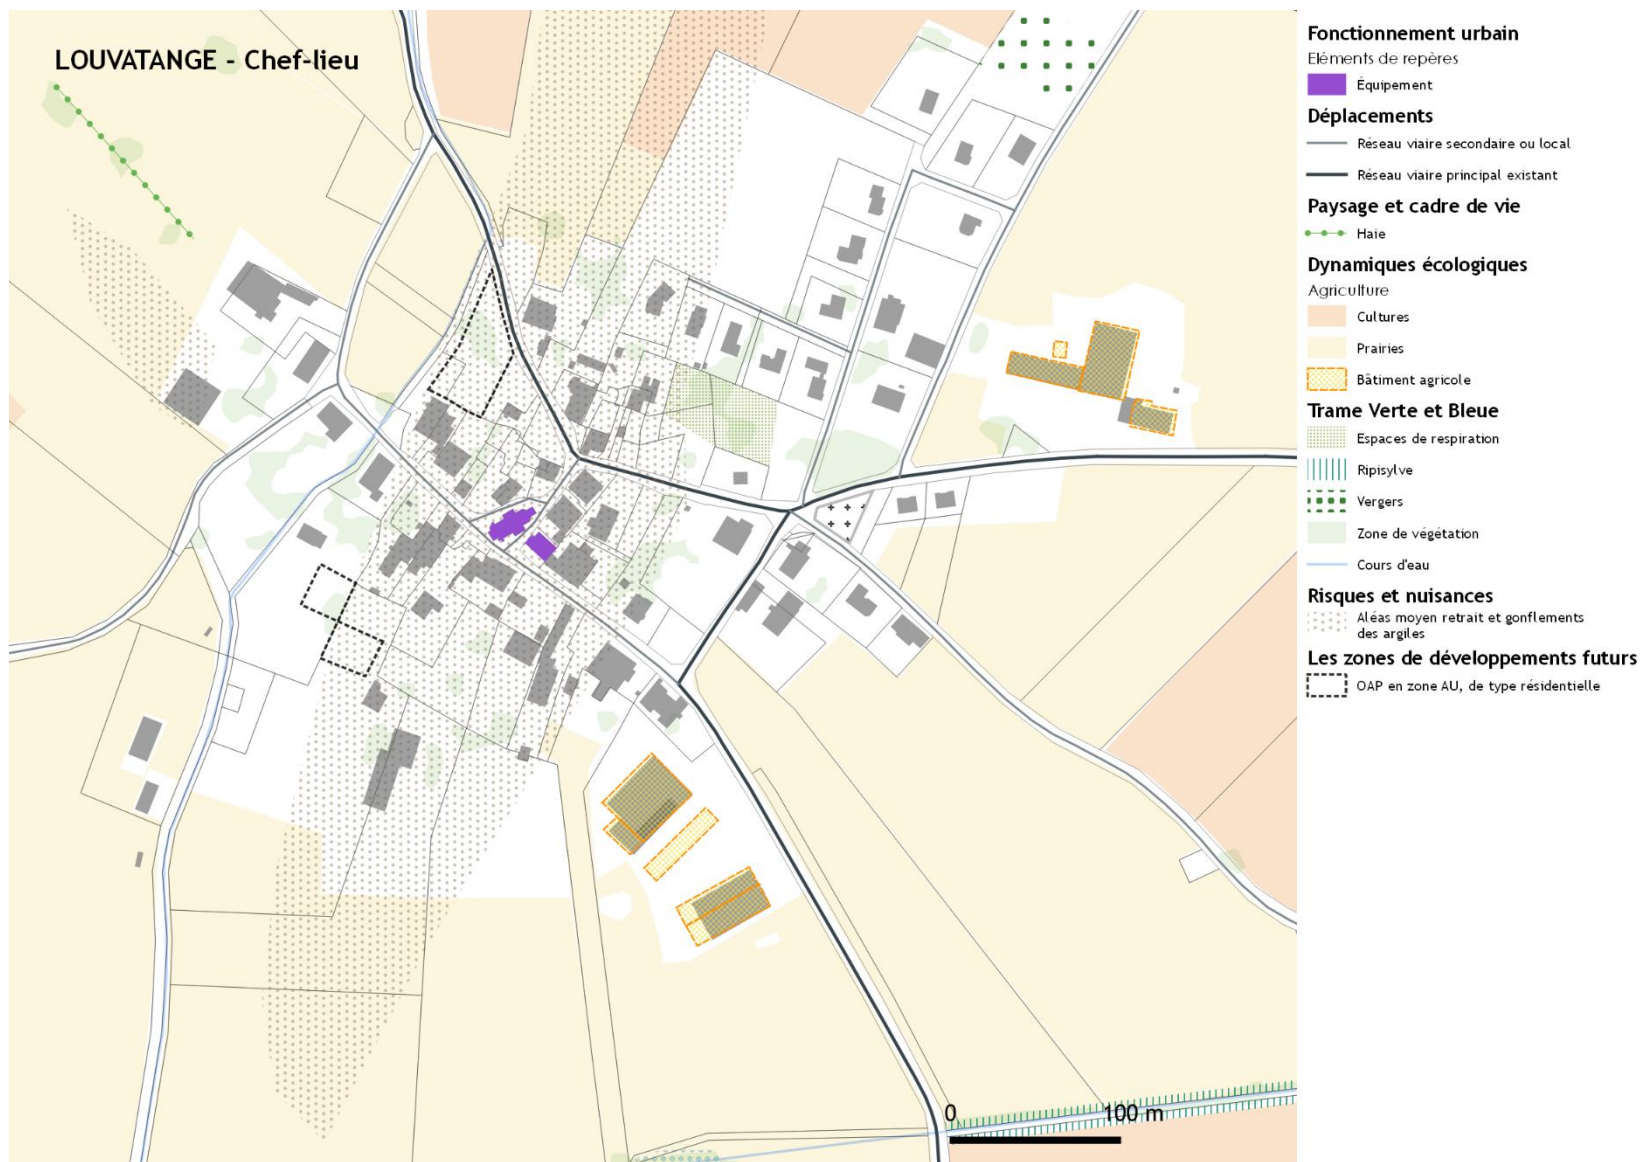 LOUVATANGE - Chef-lieu
Fonctionnement urbain
Eléments de repères
Équipement
Déplacements
Réseau viaire secondaire ou local
Réseau viaire principal existant
Paysage et cadre de vie
Haie
Dynamiques écologiques
Agriculture
Cultures
Prairies
Bâtiment agricole
Trame Verte et Bleue
Espaces de respiration
Ripisylve
Vergers
Zone de végétation
Cours d'eau
Risques et nuisances
Aléas moyen retrait et gonflements
des argiles
Les zones de développements futurs
OAP en zone AU, de type résidentielle
0 100 m